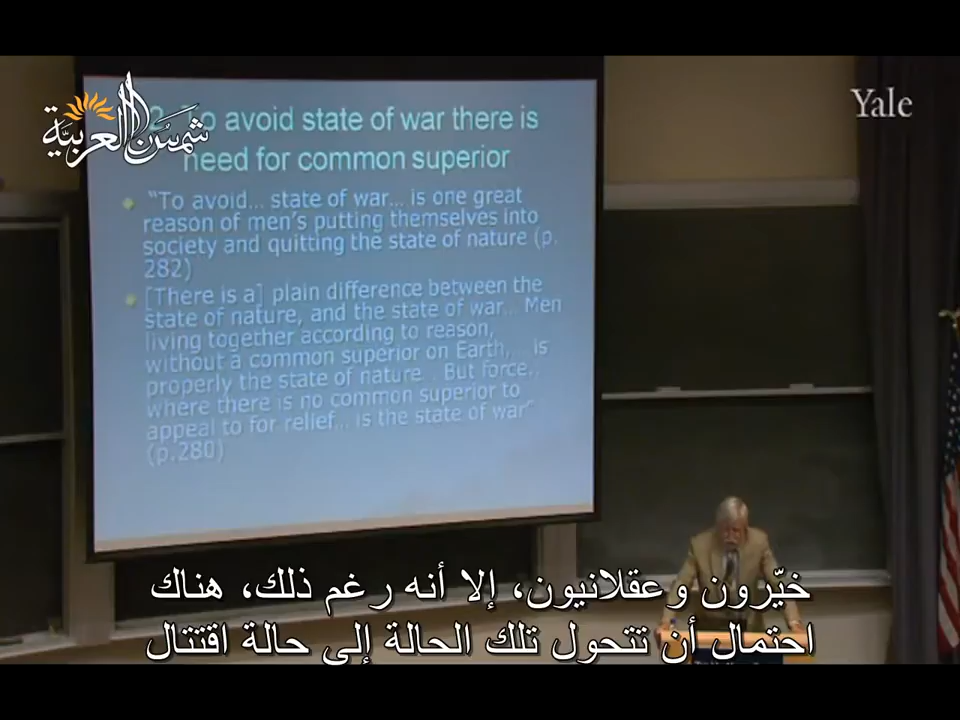 Yale
شمس العربية
2. To avoid state of war there is
need for common superior
"To avoid... state of war... is one great
reason of men's putting themselves into
society and quitting the state of nature (p.
282)
[There is a] plain difference between the
state of nature, and the state of war... Men
living together according to reason,
without a common superior on Earth,... is
properly the state of nature.. But force..
where there is no common superior to
appeal to for relief... is the state of war"
(p.280)
خيّرون وعقلانيون، إلا أنه رغم ذلك، هناك
احتمال أن تتحول تلك الحالة إلى حالة اقتتال